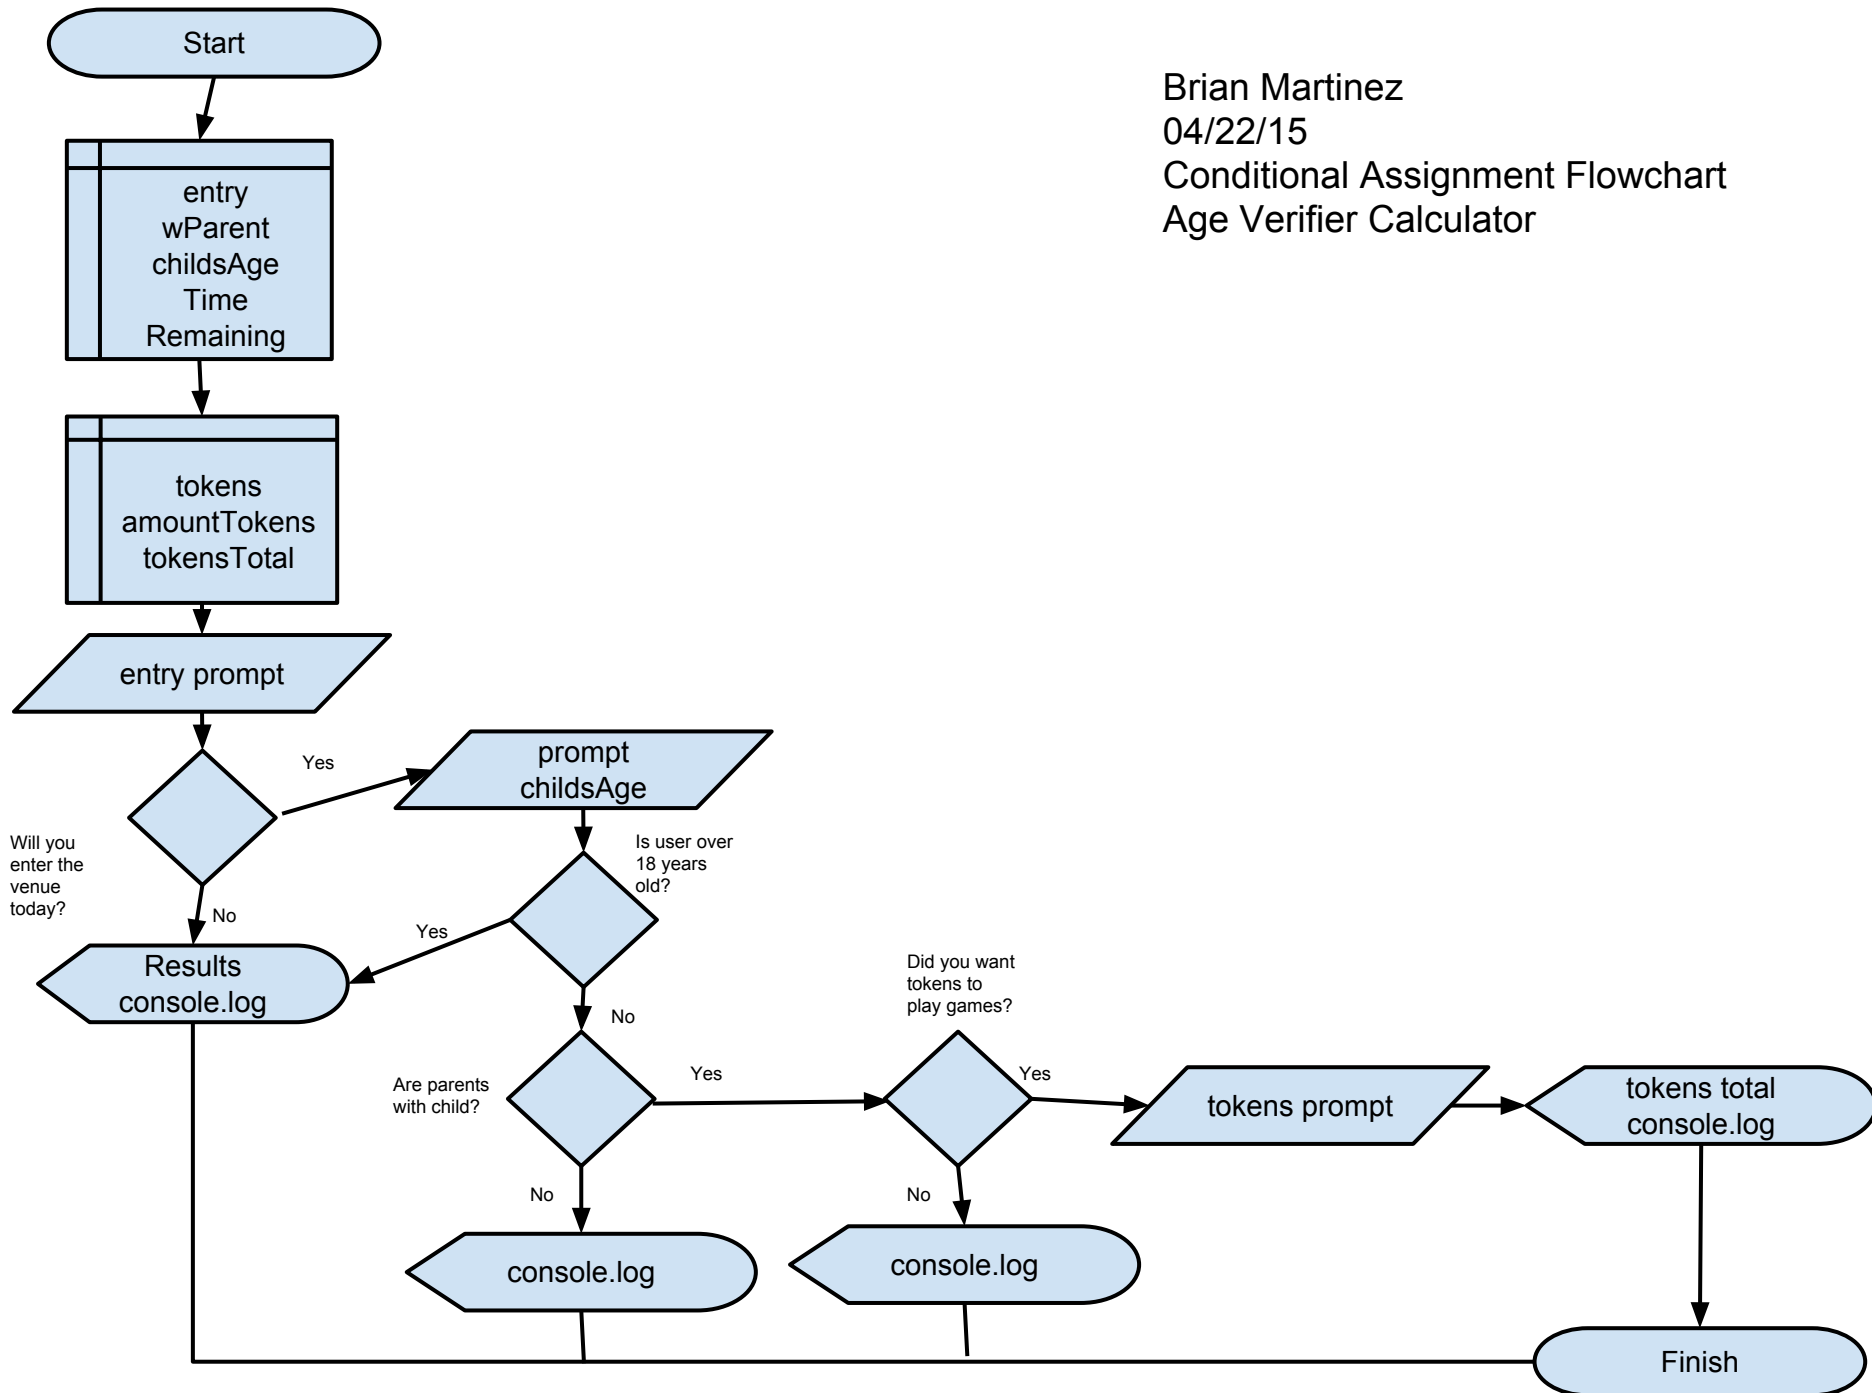 Start
Brian Martinez
04/22/15
Conditional Assignment Flowchart
Age Verifier Calculator
entry
wParent
childsAge
Time
Remaining
tokens
amountTokens
tokensTotal
entry prompt
Will you
enter the
venue
today?
Yes
No
prompt
childsAge
Is user over
18 years
old?
Yes
No
Results
console.log
Are parents
with child?
Yes
No
Did you want
tokens to
play games?
Yes
No
tokens prompt
tokens total
console.log
console.log
console.log
Finish